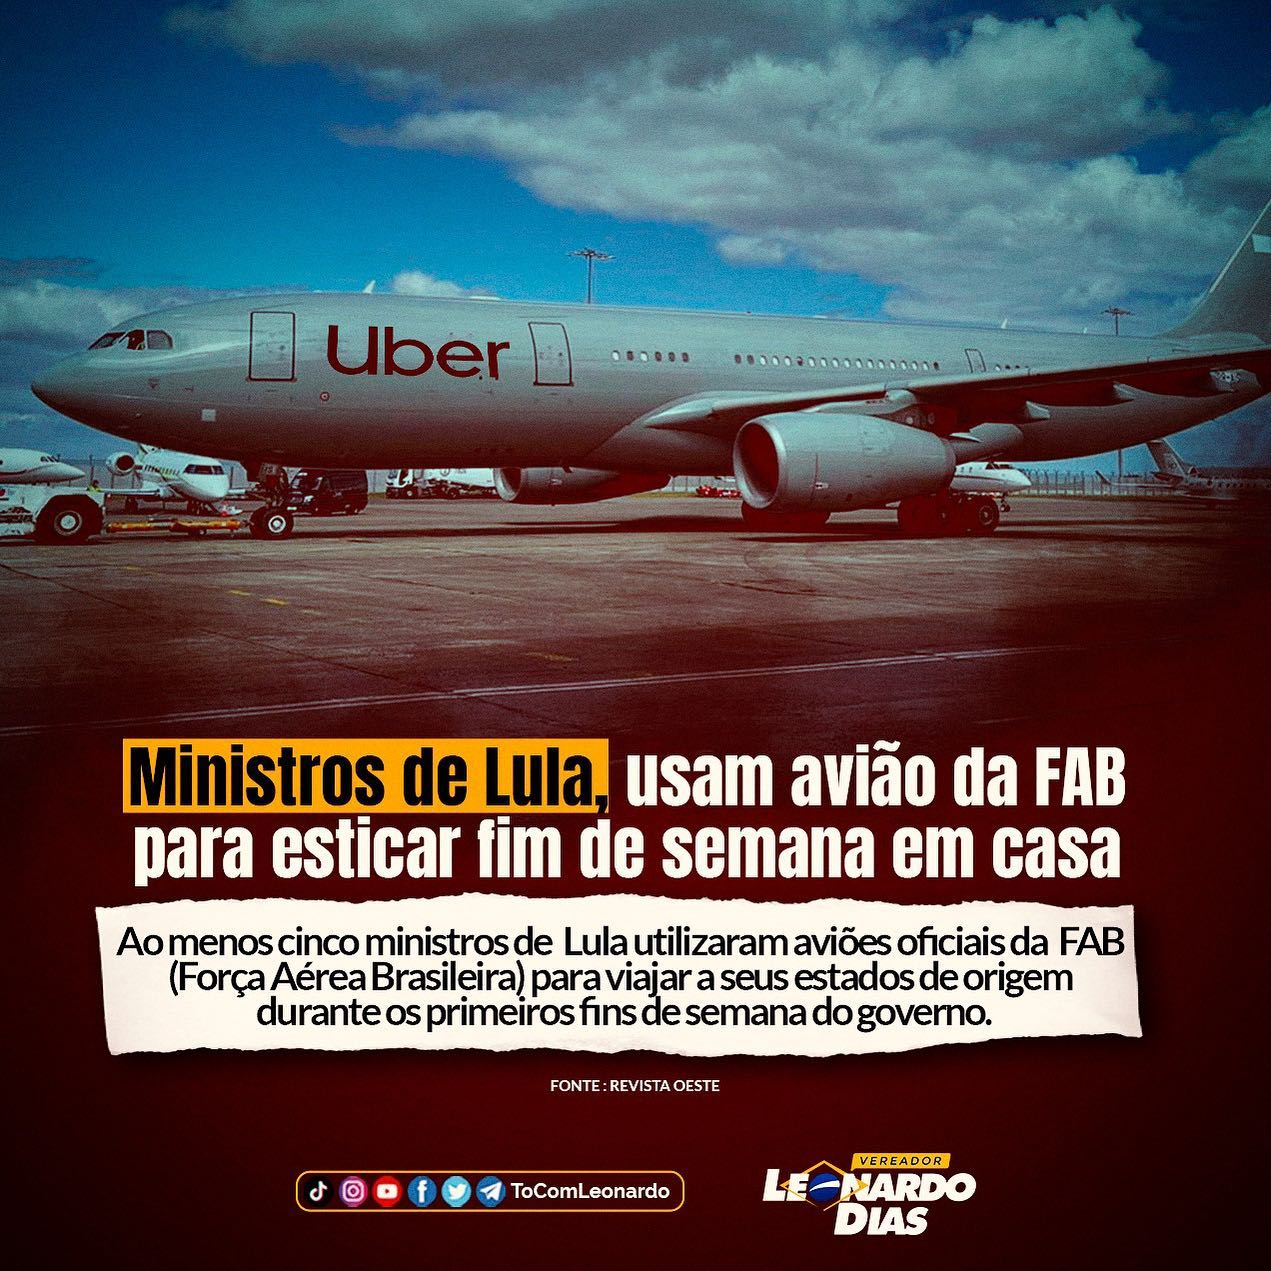 Uber
Ministros de Lula, usam avião da FAB
para esticar fim de semana em casa
Ao menos cinco ministros de Lula utilizaram aviões oficiais da FAB
(Força Aérea Brasileira) para viajar a seus estados de origem
durante os primeiros fins de semana do governo.
FONTE : REVISTA OESTE
ToComLeonardo
VEREADOR
LEONARDO
DIAS